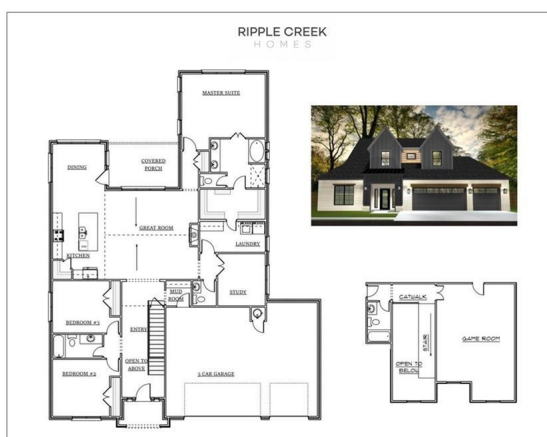 RIPPLE CREEK
HOMES
MASTER SUITE
DINING
COVERED
PORCH
GREAT ROOM
KITCHEN
LAUNDRY
MUD
ROOM
STUDY
BEDROOM #3
ENTRY
OPEN TO
ABOVE
BEDROOM #2
3 CAR GARAGE
CATWALK
STAIR
GAME ROOM
OPEN TO
BELOW